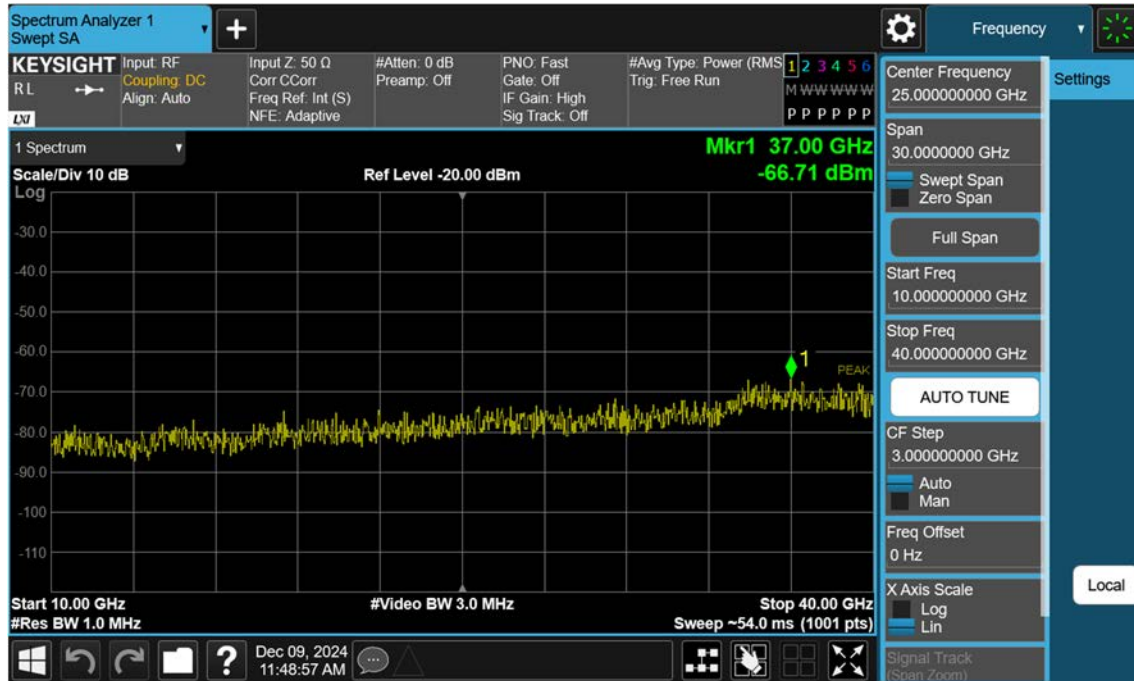 Spectrum Analyzer 1
Swept SA
Frequency
KEYSIGHT
RL
LXI
Input: RF
Coupling: DC
Align: Auto
Input Z: 50 Ω
Corr CCorr
Freq Ref: Int (S)
NFE: Adaptive
#Atten: 0 dB
Preamp: Off
PNO: Fast
Gate: Off
IF Gain: High
Sig Track: Off
#Avg Type: Power (RMS
Trig: Free Run
1 2 3 4 5 6
M W W W W W
P P P P P P
1 Spectrum
Mkr1 37.00 GHz
-66.71 dBm
Scale/Div 10 dB
Ref Level -20.00 dBm
Log
-30.0
-40.0
-50.0
-60.0
-70.0
-80.0
-90.0
-100
-110
1
PEAK
Start 10.00 GHz
#Video BW 3.0 MHz
Stop 40.00 GHz
#Res BW 1.0 MHz
Sweep ~54.0 ms (1001 pts)
Center Frequency
25.000000000 GHz
Span
30.0000000 GHz
Swept Span
Zero Span
Full Span
Start Freq
10.000000000 GHz
Stop Freq
40.000000000 GHz
AUTO TUNE
CF Step
3.000000000 GHz
Auto
Man
Freq Offset
0 Hz
X Axis Scale
Log
Lin
Signal Track
(Span Zoom)
Settings
Local
?
Dec 09, 2024
11:48:57 AM